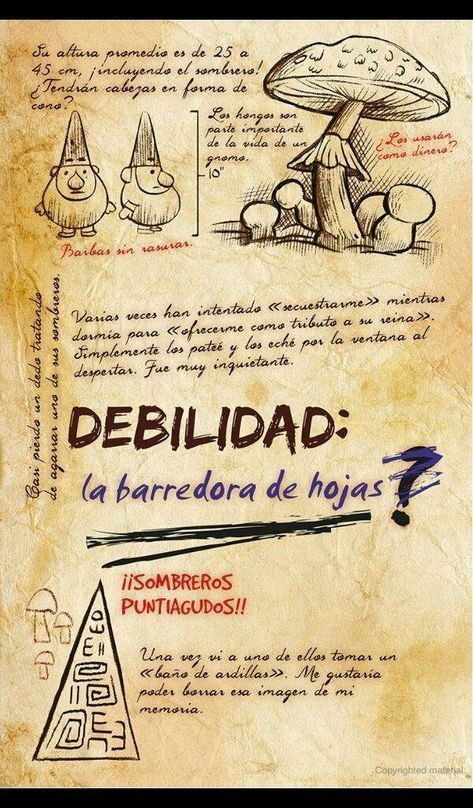 Su altura promedio es de 25 a
45 cm, ¡incluyendo el sombrero!
¿Tendrán cabezas en forma de
cono?
Los hongos son
parte importante
de la vida de un
gnomo.
10"
¿Los usarán
como dinero?
Barbas sin rasurar.
Casi pierdo un dedo tratando
de agarrar uno de sus sombreros.
Varias veces han intentado «secuestrarme» mientras
dormía para «ofrecerme como tributo a su reina».
Simplemente los pateé y los eché por la ventana al
despertar. Fue muy inquietante.
DEBILIDAD:
la barredora de hojas?
¡¡SOMBREROS
PUNTIAGUDOS!!
Una vez vi a uno de ellos tomar un
«baño de ardillas». Me gustaría
poder borrar esa imagen de mi
memoria.
Copyrighted material